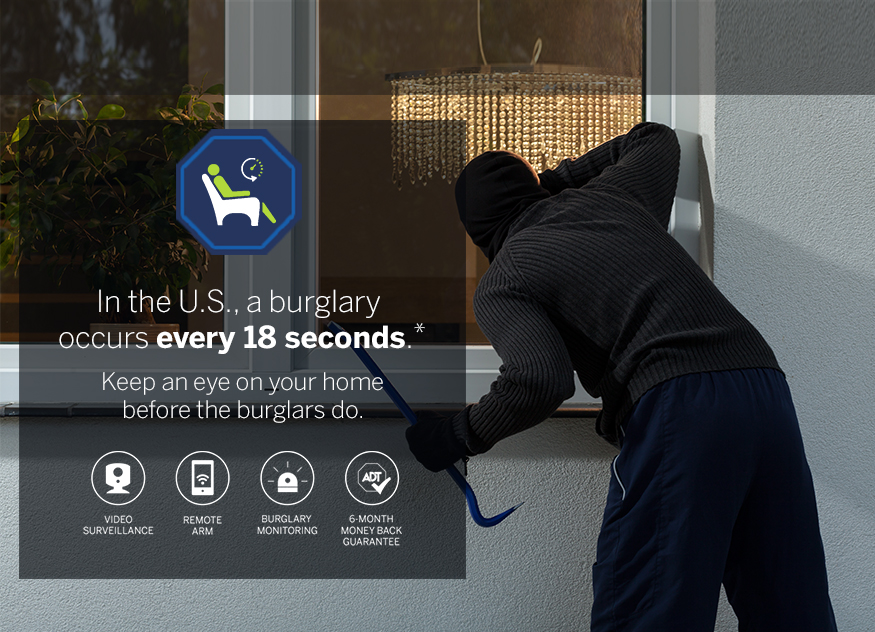 In the U.S., a burglary
occurs every 18 seconds.*
Keep an eye on your home
before the burglars do.
VIDEO
SURVEILLANCE
REMOTE
ARM
BURGLARY
MONITORING
ADT
6-MONTH
MONEY BACK
GUARANTEE